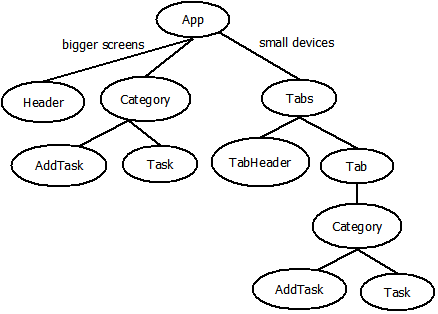 App
bigger screens
small devices
Header
Category
Tabs
AddTask
Task
TabHeader
Tab
Category
AddTask
Task